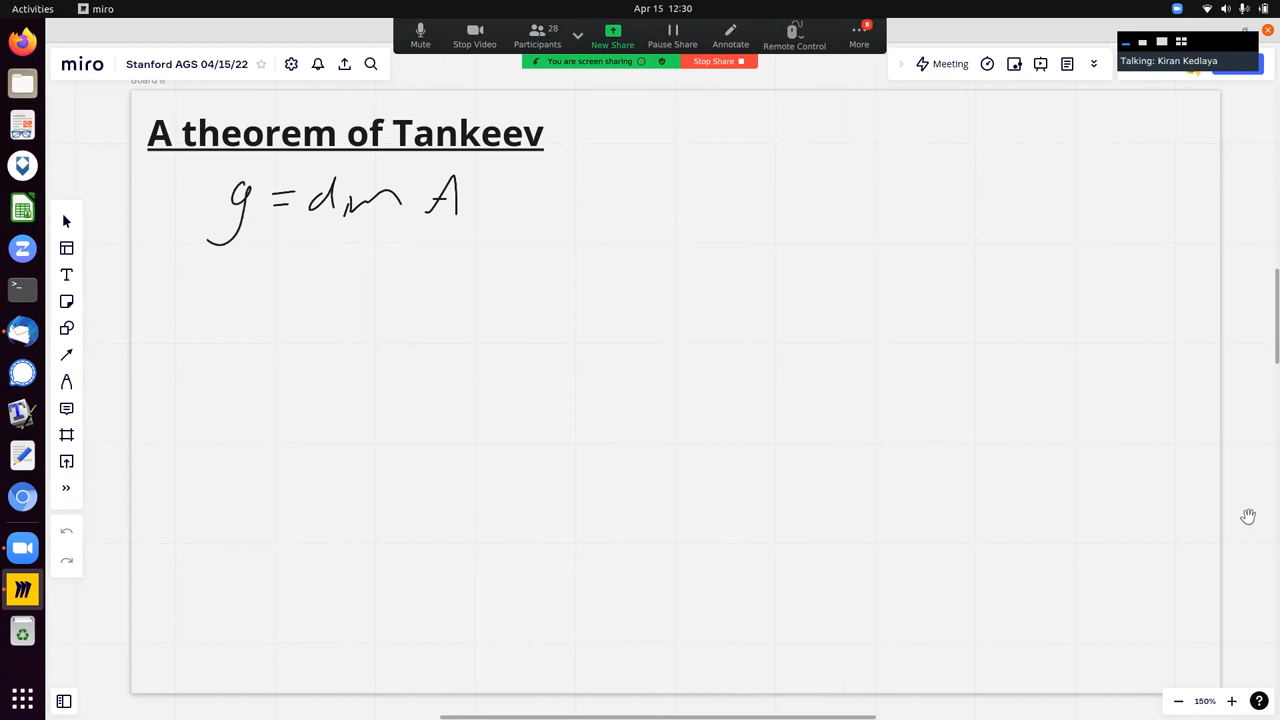 Activities miro Apr 15 12:30
Mute Stop Video Participants 28 New Share Pause Share Annotate Remote Control More 8
You are screen sharing Stop Share
Talking: Kiran Kedlaya
miro Stanford AGS 04/15/22 Meeting
A theorem of Tankeev
g = dim A
150%